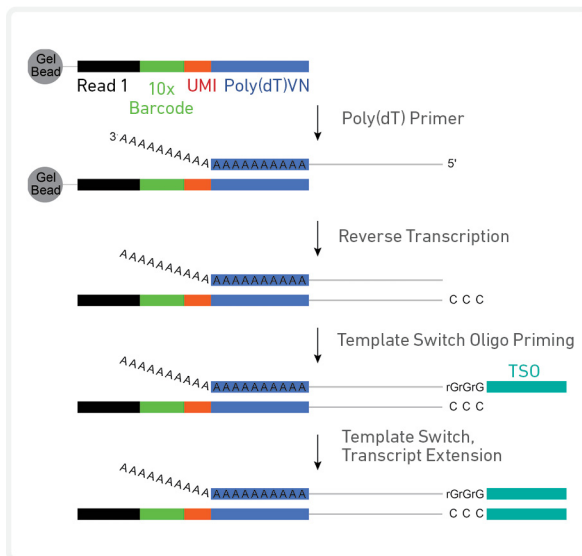 Gel
Bead
Read 1
10x
Barcode
UMI
Poly(dT)VN
Poly(dT) Primer
3'
AAAAAAAAAA
AAAAAAAAAA
5'
Gel
Bead
Reverse Transcription
AAAAAAAAAA
AAAAAAAAAA
C C C
Template Switch Oligo Priming
TSO
AAAAAAAAAA
AAAAAAAAAA
rGrGrG
C C C
Template Switch,
Transcript Extension
AAAAAAAAAA
AAAAAAAAAA
rGrGrG
C C C